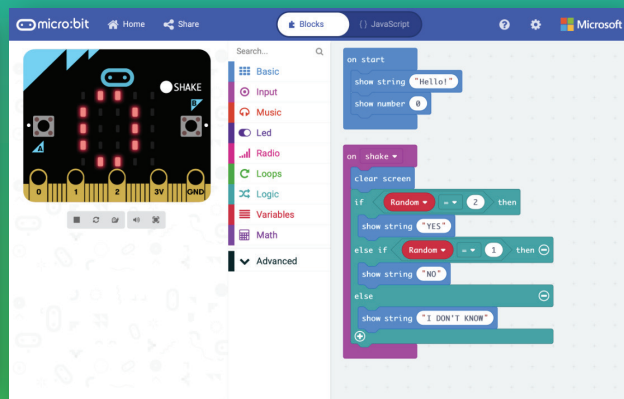 micro:bit Home Share Blocks {} JavaScript Microsoft
Search...
Basic
Input
Music
Led
Radio
Loops
Logic
Variables
Math
Advanced
SHAKE
B
A
0 1 2 3V GND
on start
show string "Hello!"
show number 0
on shake
clear screen
if Random = 2 then
show string "YES"
else if Random = 1 then
show string "NO"
else
show string "I DON'T KNOW"